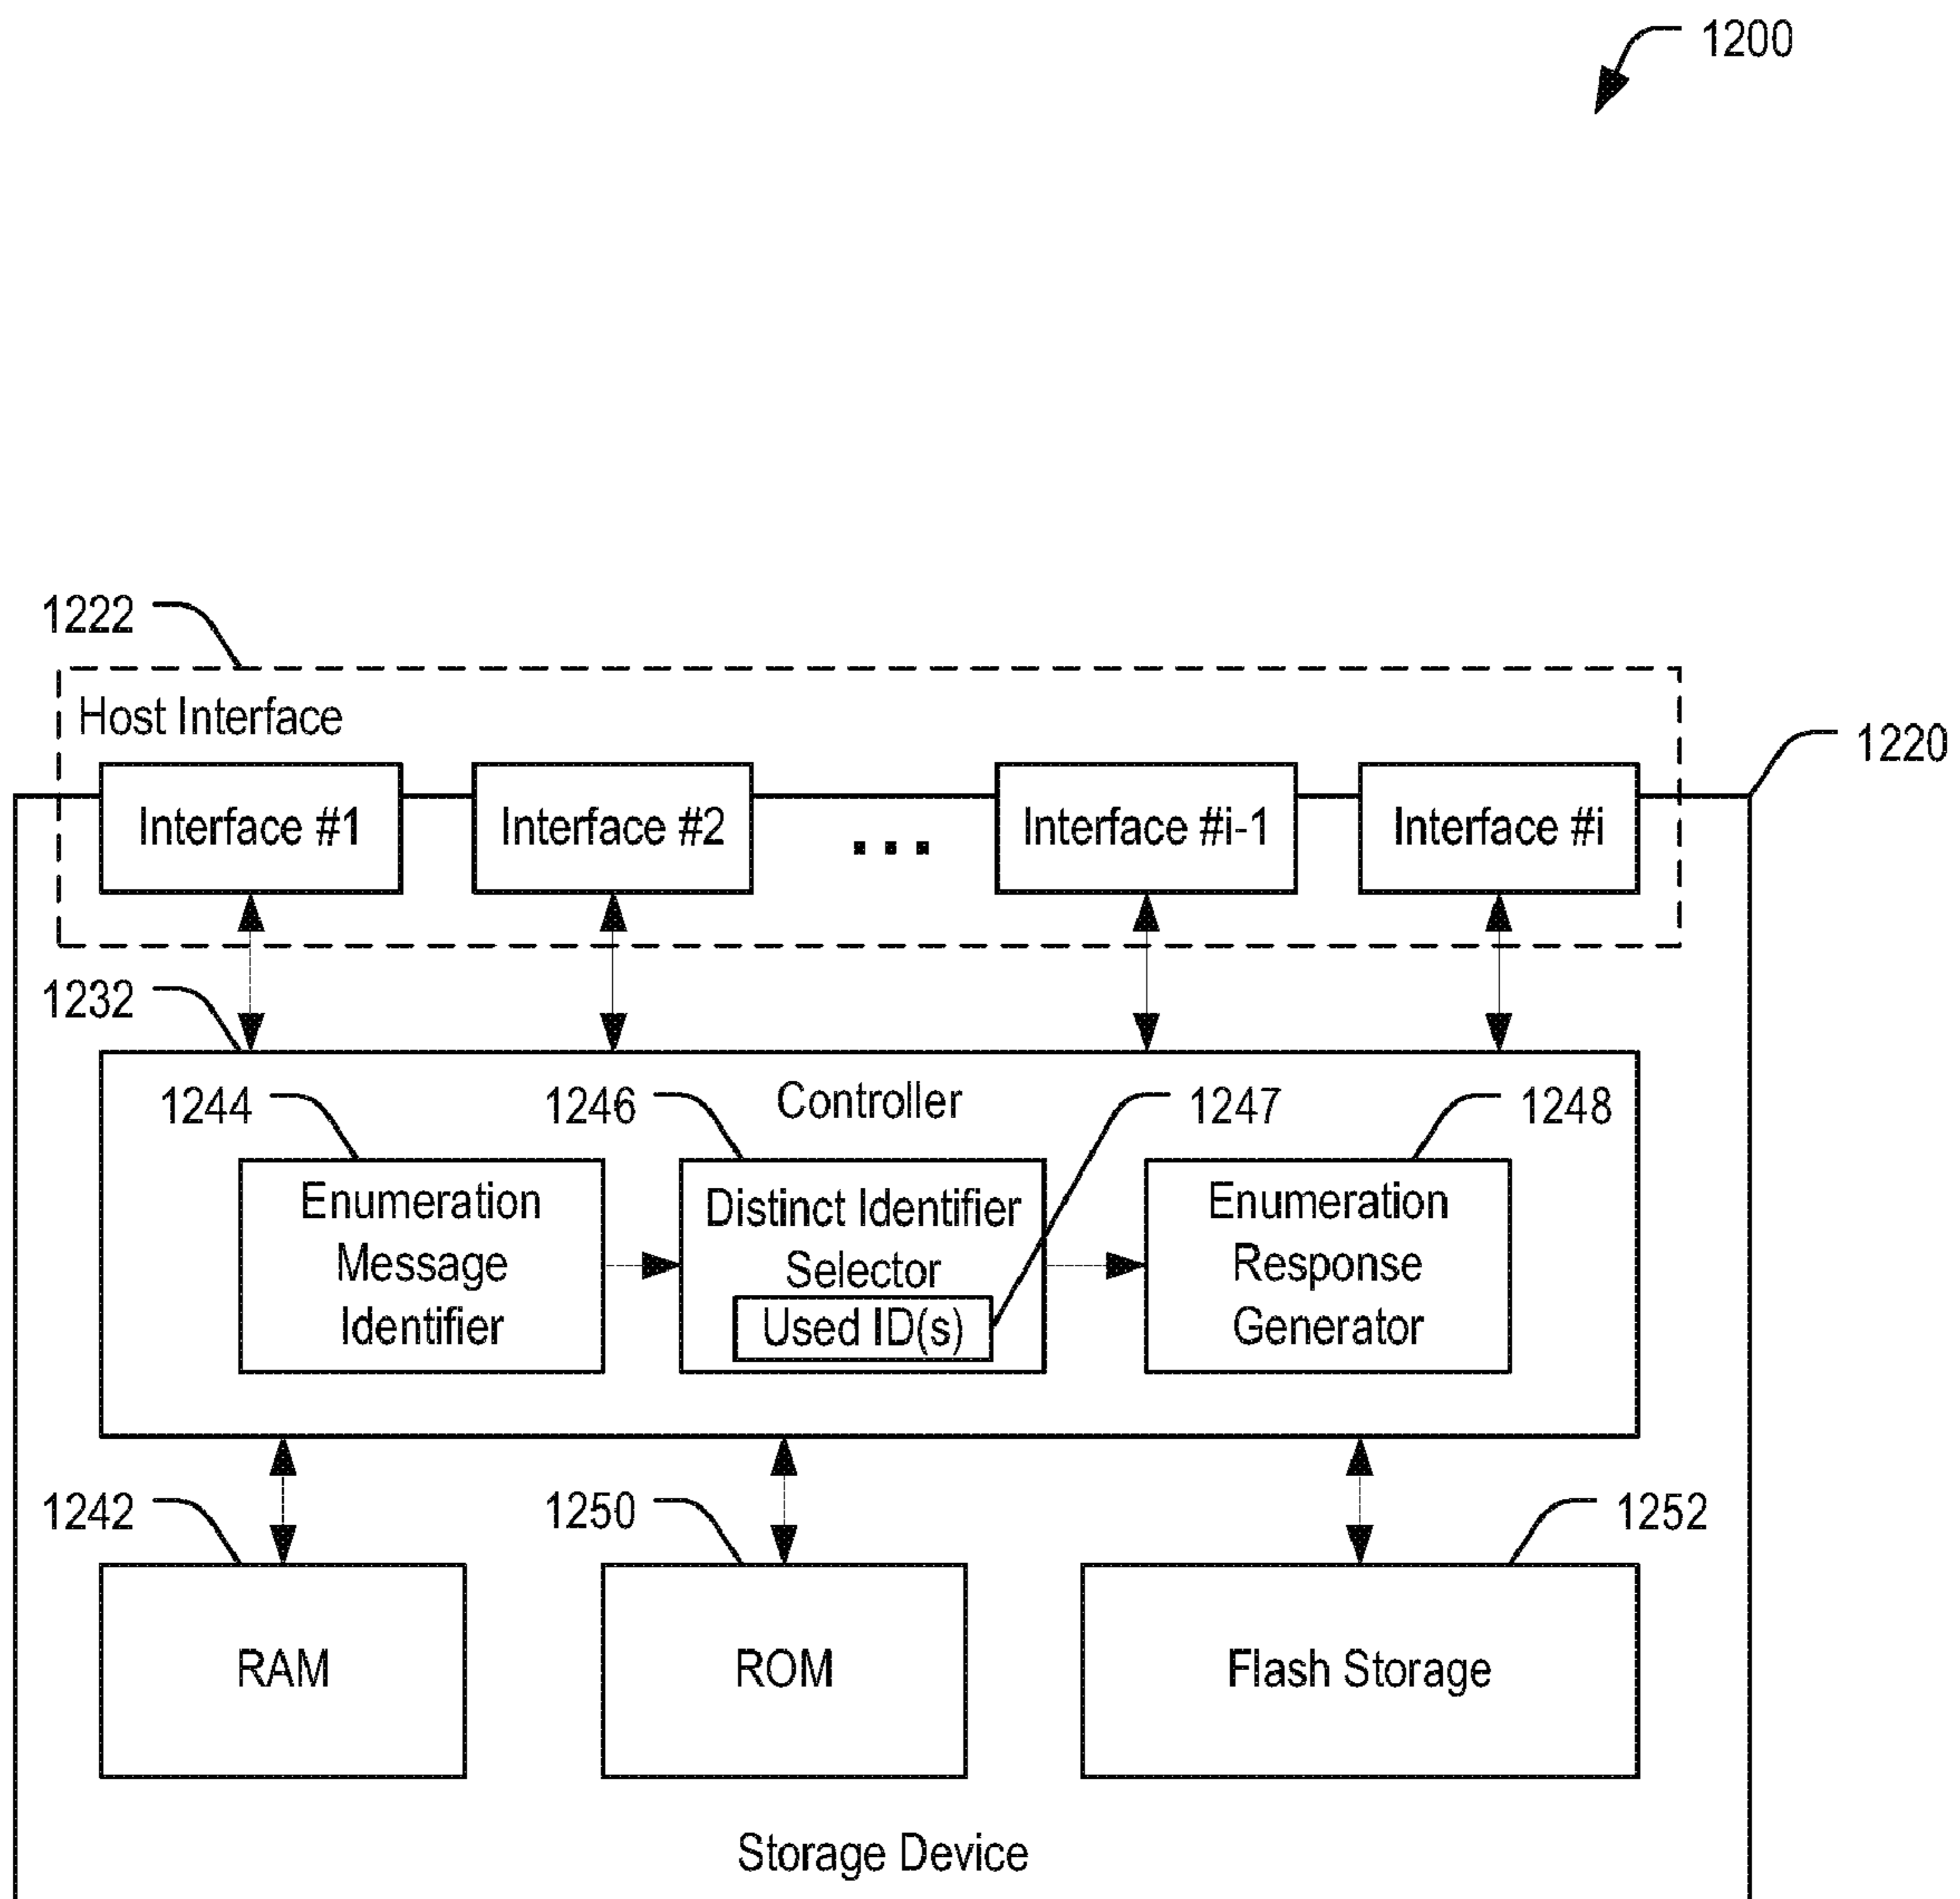 1200
1222
Host Interface
1220
Interface #1
Interface #2
...
Interface #i-1
Interface #i
1232
Controller
1244
1246
1247
1248
Enumeration
Message
Identifier
Distinct Identifier
Selector
Used ID(s)
Enumeration
Response
Generator
1242
1250
1252
RAM
ROM
Flash Storage
Storage Device